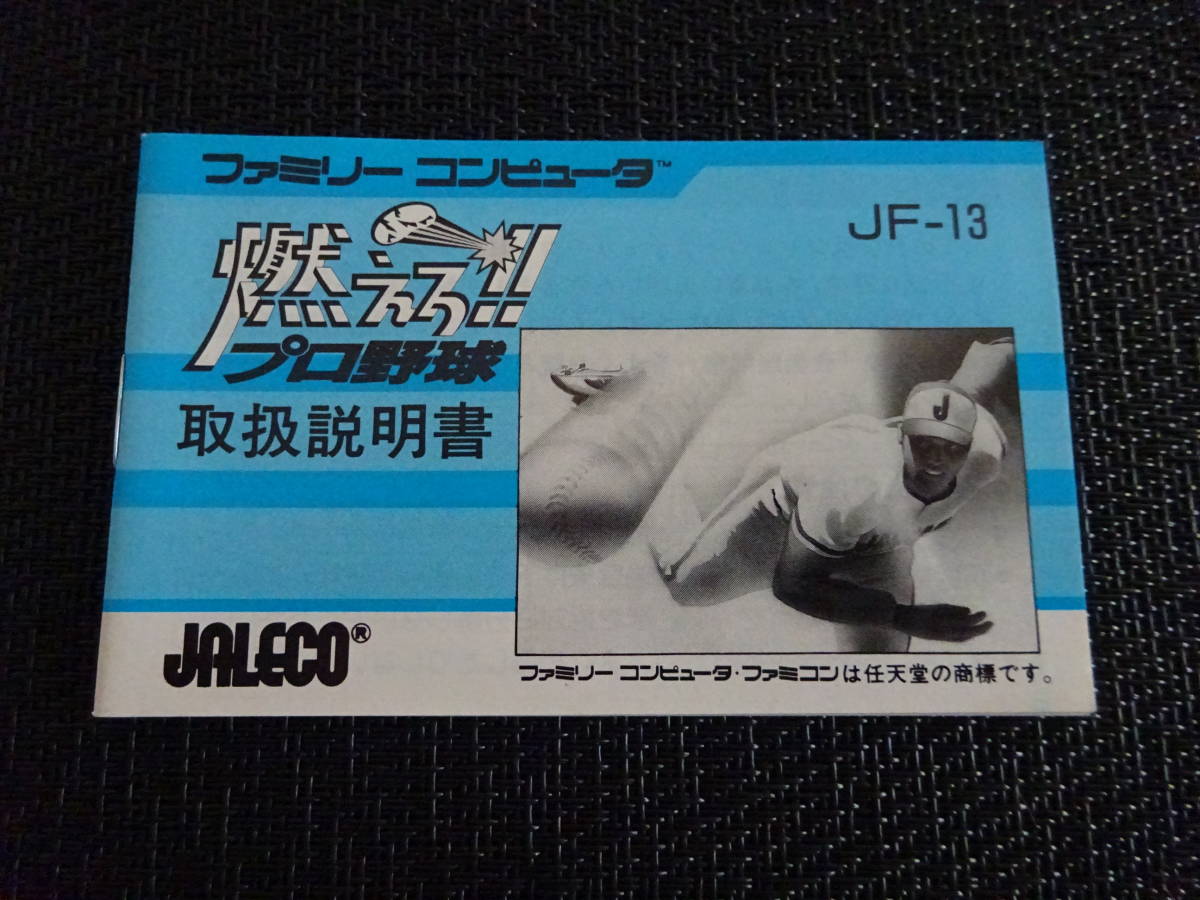 ファミリー コンピュータ™
JF-13
燃えろ!!
プロ野球
取扱説明書
J
JALECO®
ファミリー コンピュータ・ファミコンは任天堂の商標です。